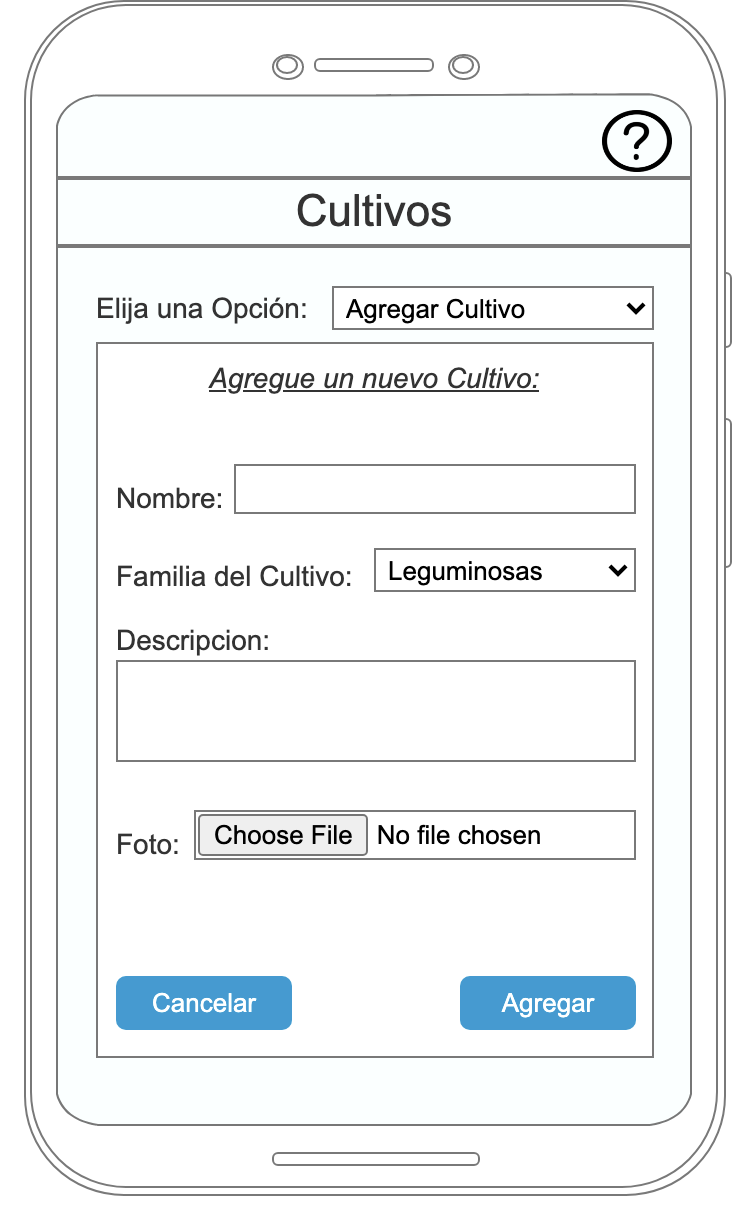 ?
Cultivos
Elija una Opción: Agregar Cultivo
Agregue un nuevo Cultivo:
Nombre:
Familia del Cultivo: Leguminosas
Descripcion:
Foto: Choose File No file chosen
Cancelar Agregar